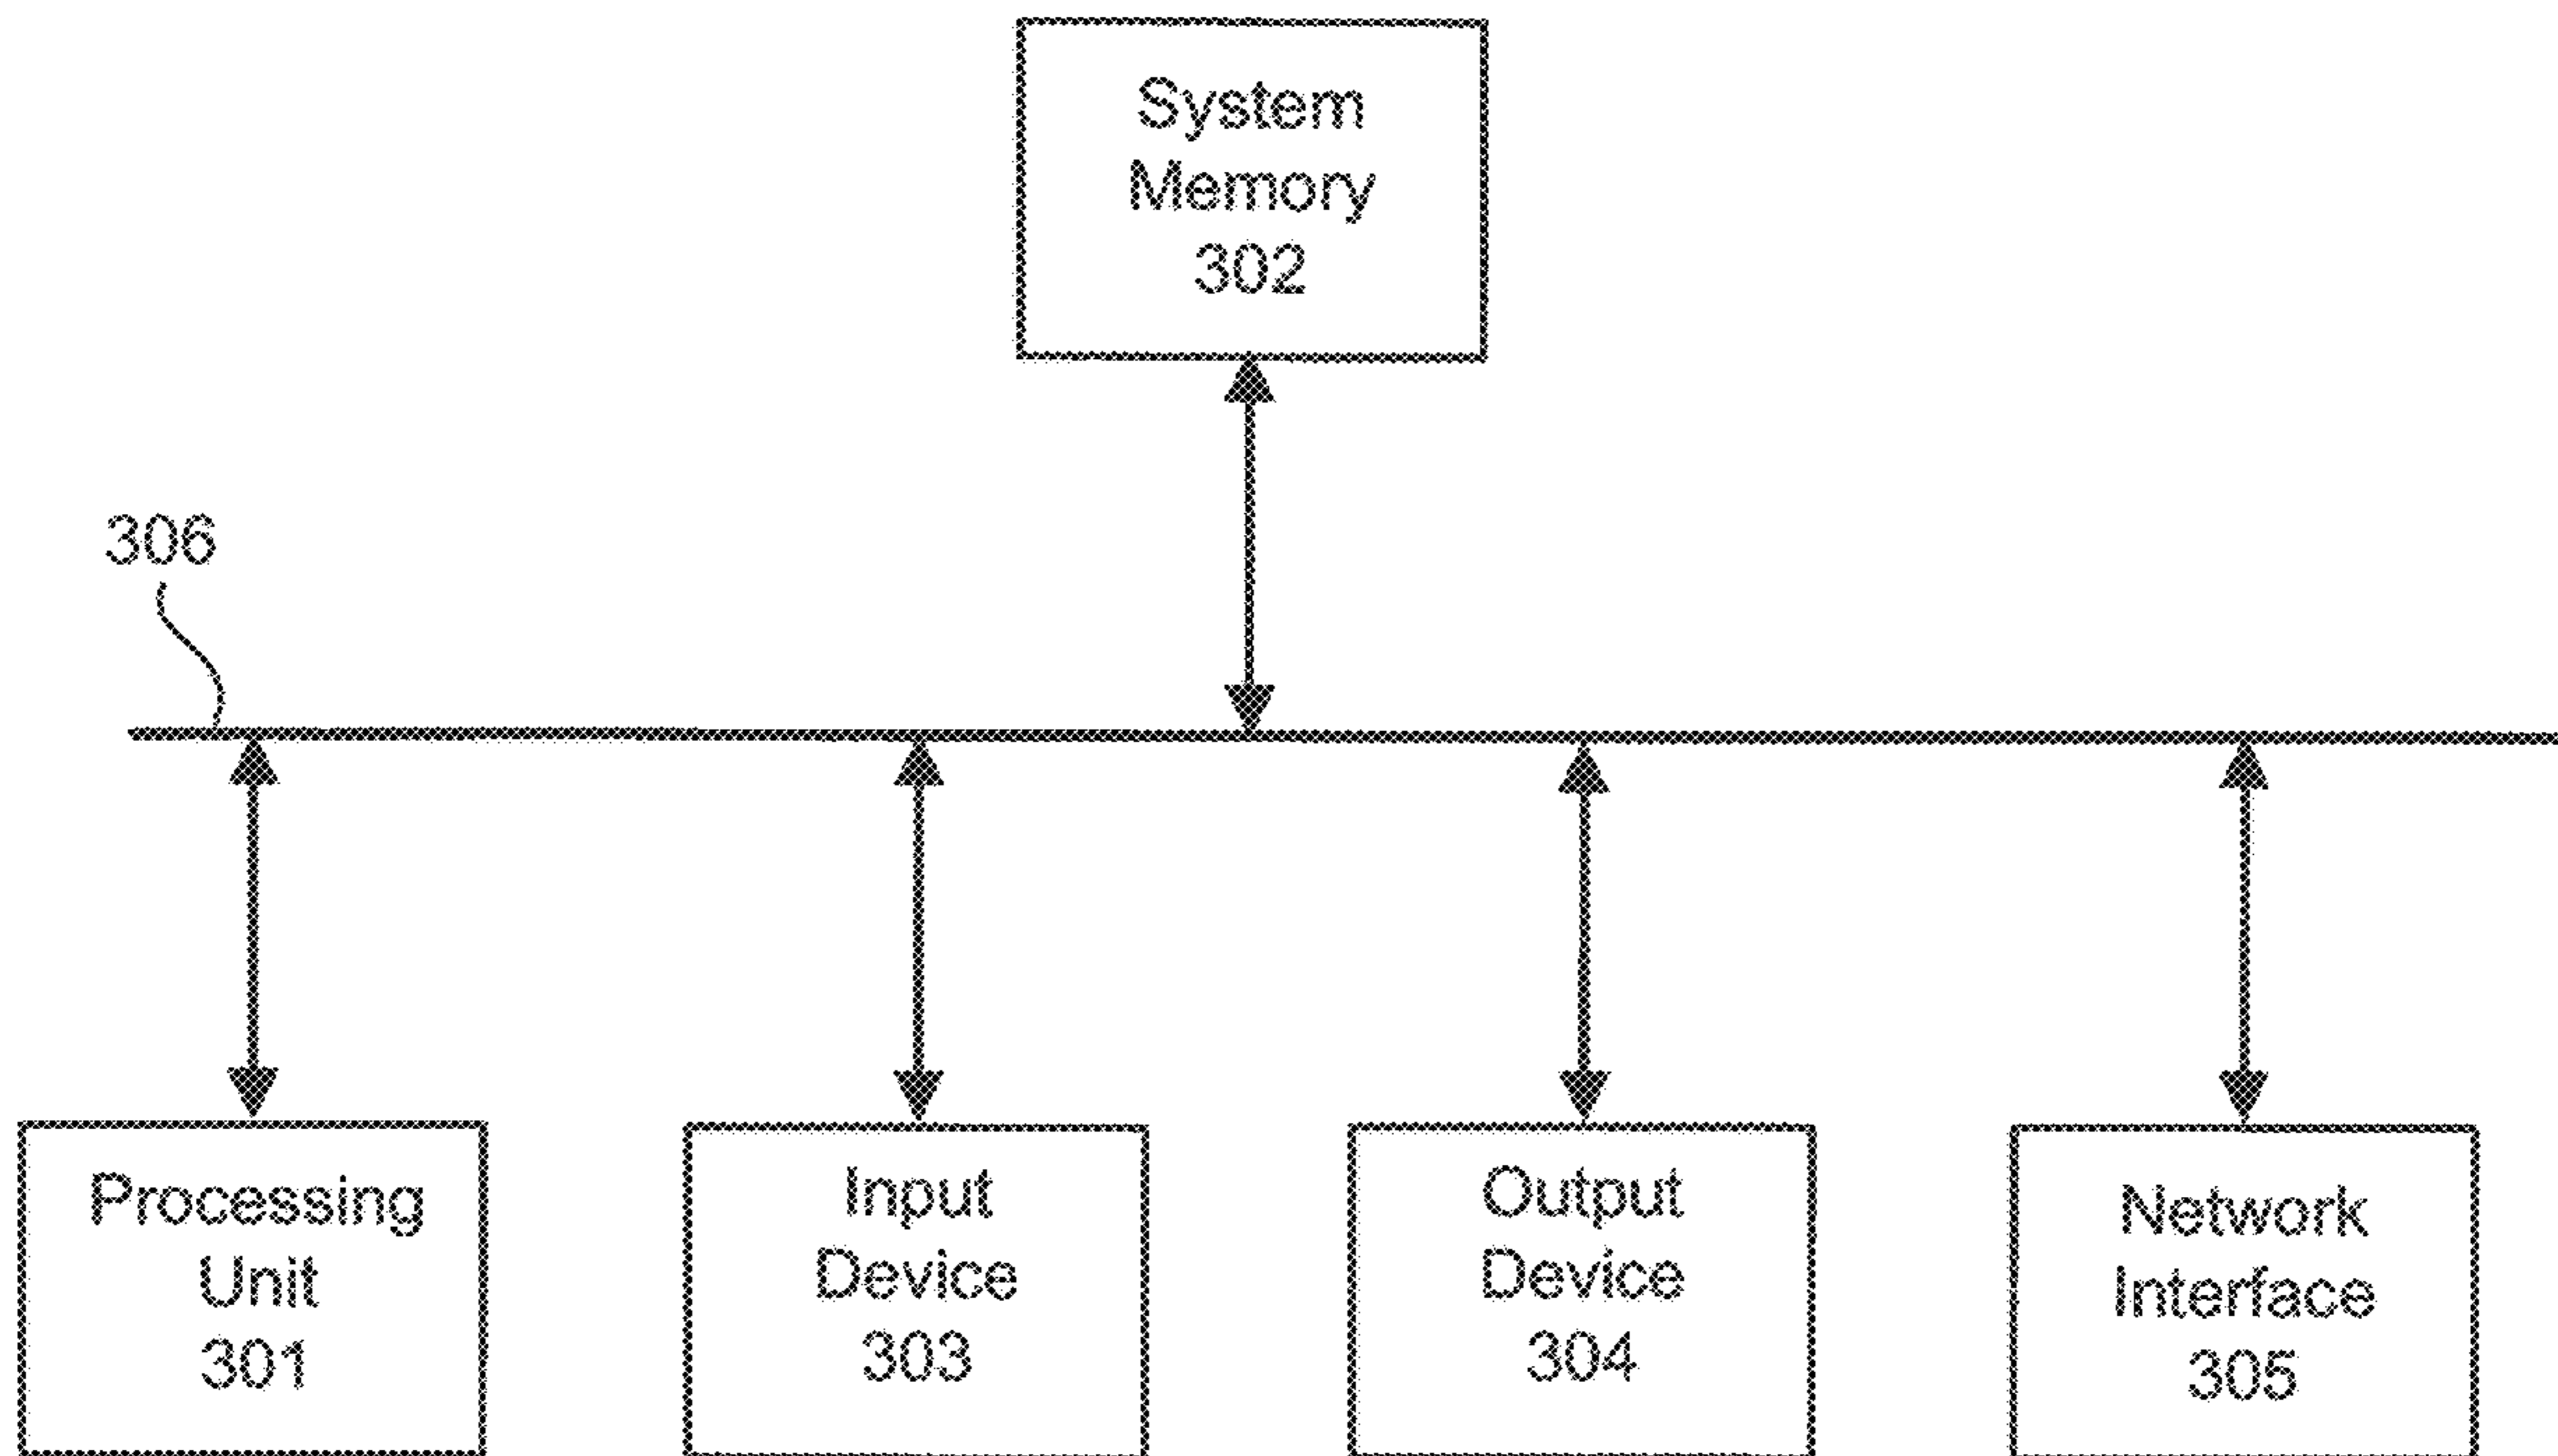 System
Memory
302
306
Processing
Unit
301
Input
Device
303
Output
Device
304
Network
Interface
305